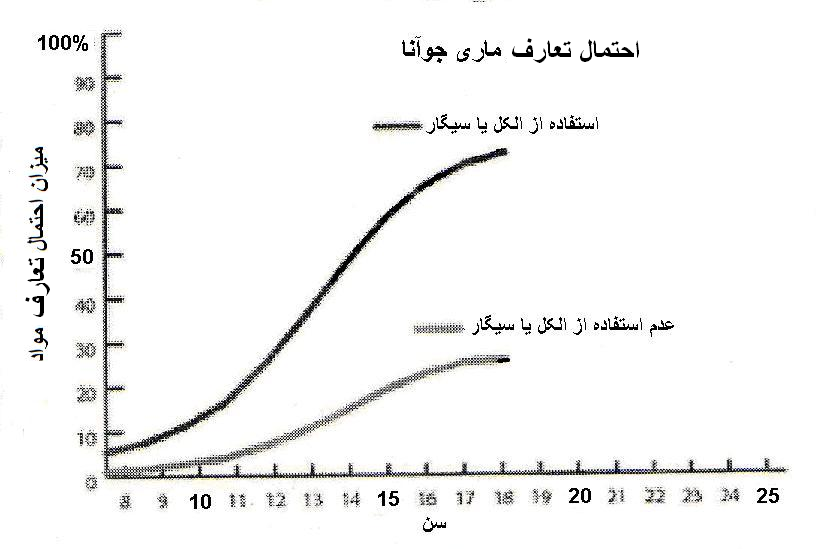 احتمال تعارف ماری جوآنا
استفاده از الکل یا سیگار
عدم استفاده از الکل یا سیگار
میزان احتمال تعارف مواد
100%
90
80
70
60
50
40
30
20
10
0
8 9 10 11 12 13 14 15 16 17 18 19 20 21 22 23 24 25
سن